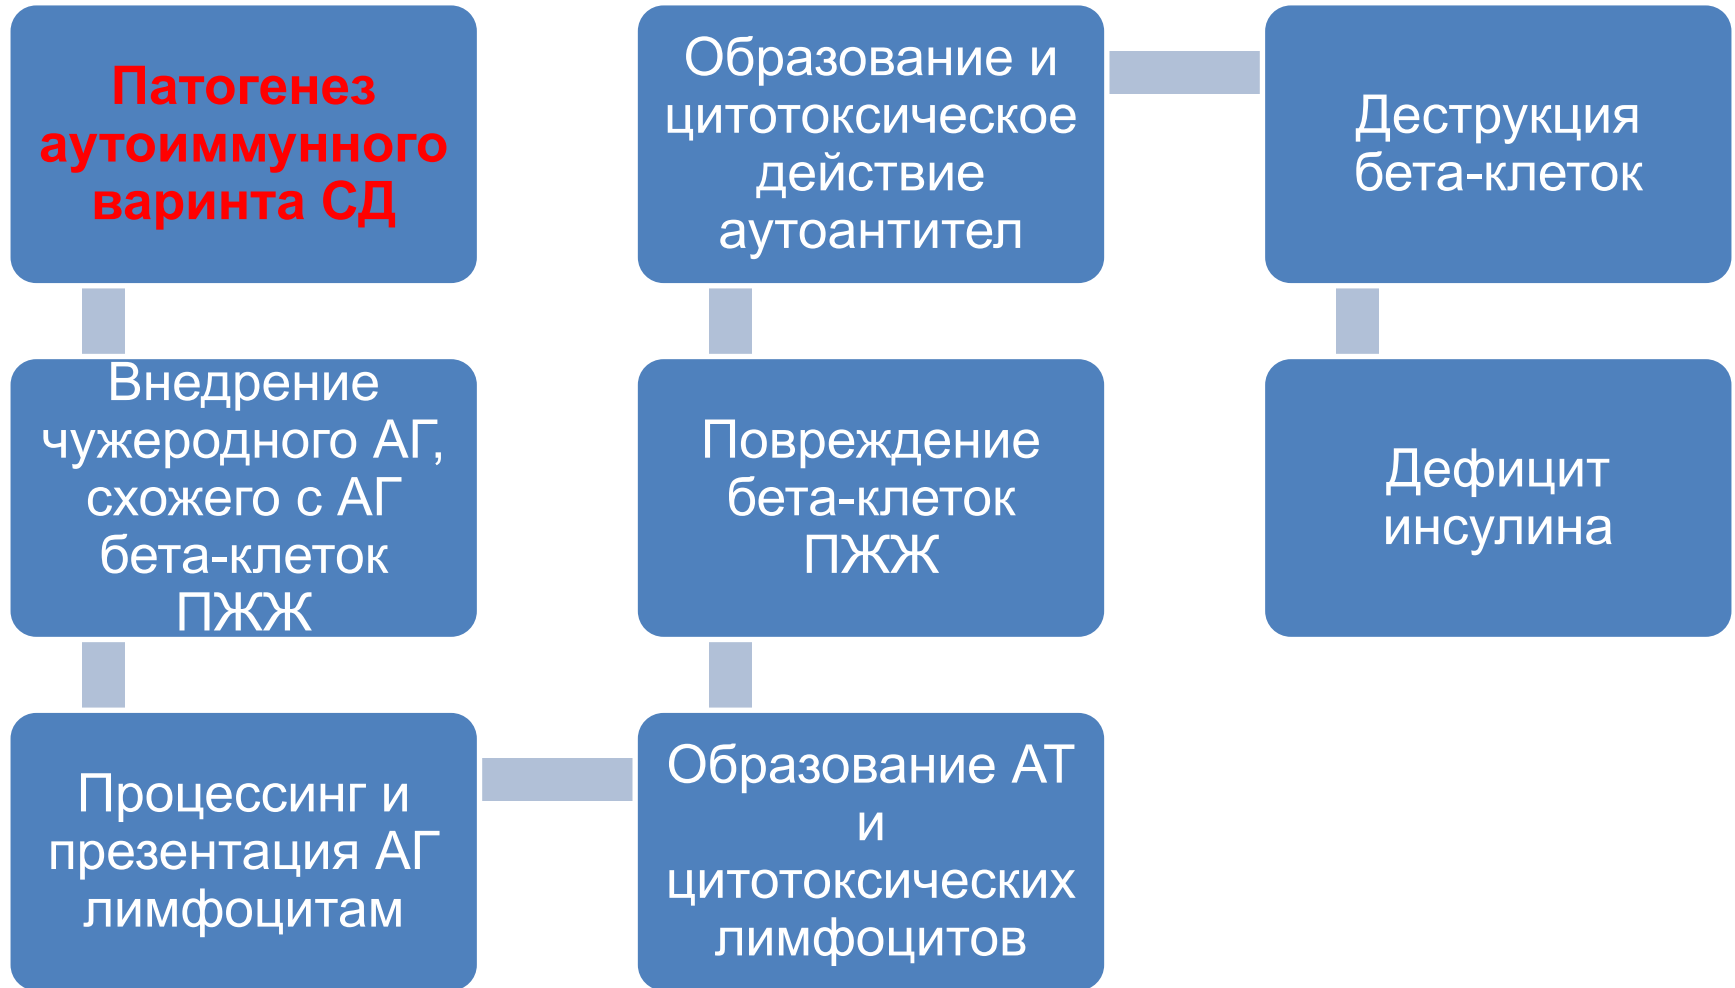 Патогенез
аутоиммунного
варинта СД
Внедрение
чужеродного АГ,
схожего с АГ
бета-клеток
ПЖЖ
Процессинг и
презентация АГ
лимфоцитам
Образование АТ
и
цитотоксических
лимфоцитов
Повреждение
бета-клеток
ПЖЖ
Образование и
цитотоксическое
действие
аутоантител
Деструкция
бета-клеток
Дефицит
инсулина